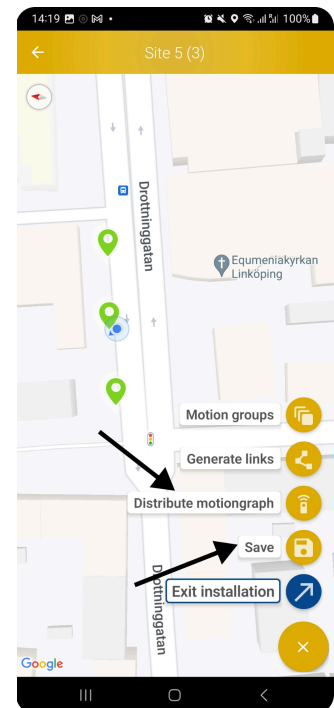 14:19
100%
Site 5 (3)
Drottninggatan
Equmeniakyrkan
Linköping
Motion groups
Generate links
Distribute motiongraph
Save
Drottninggatan
Exit installation
Google